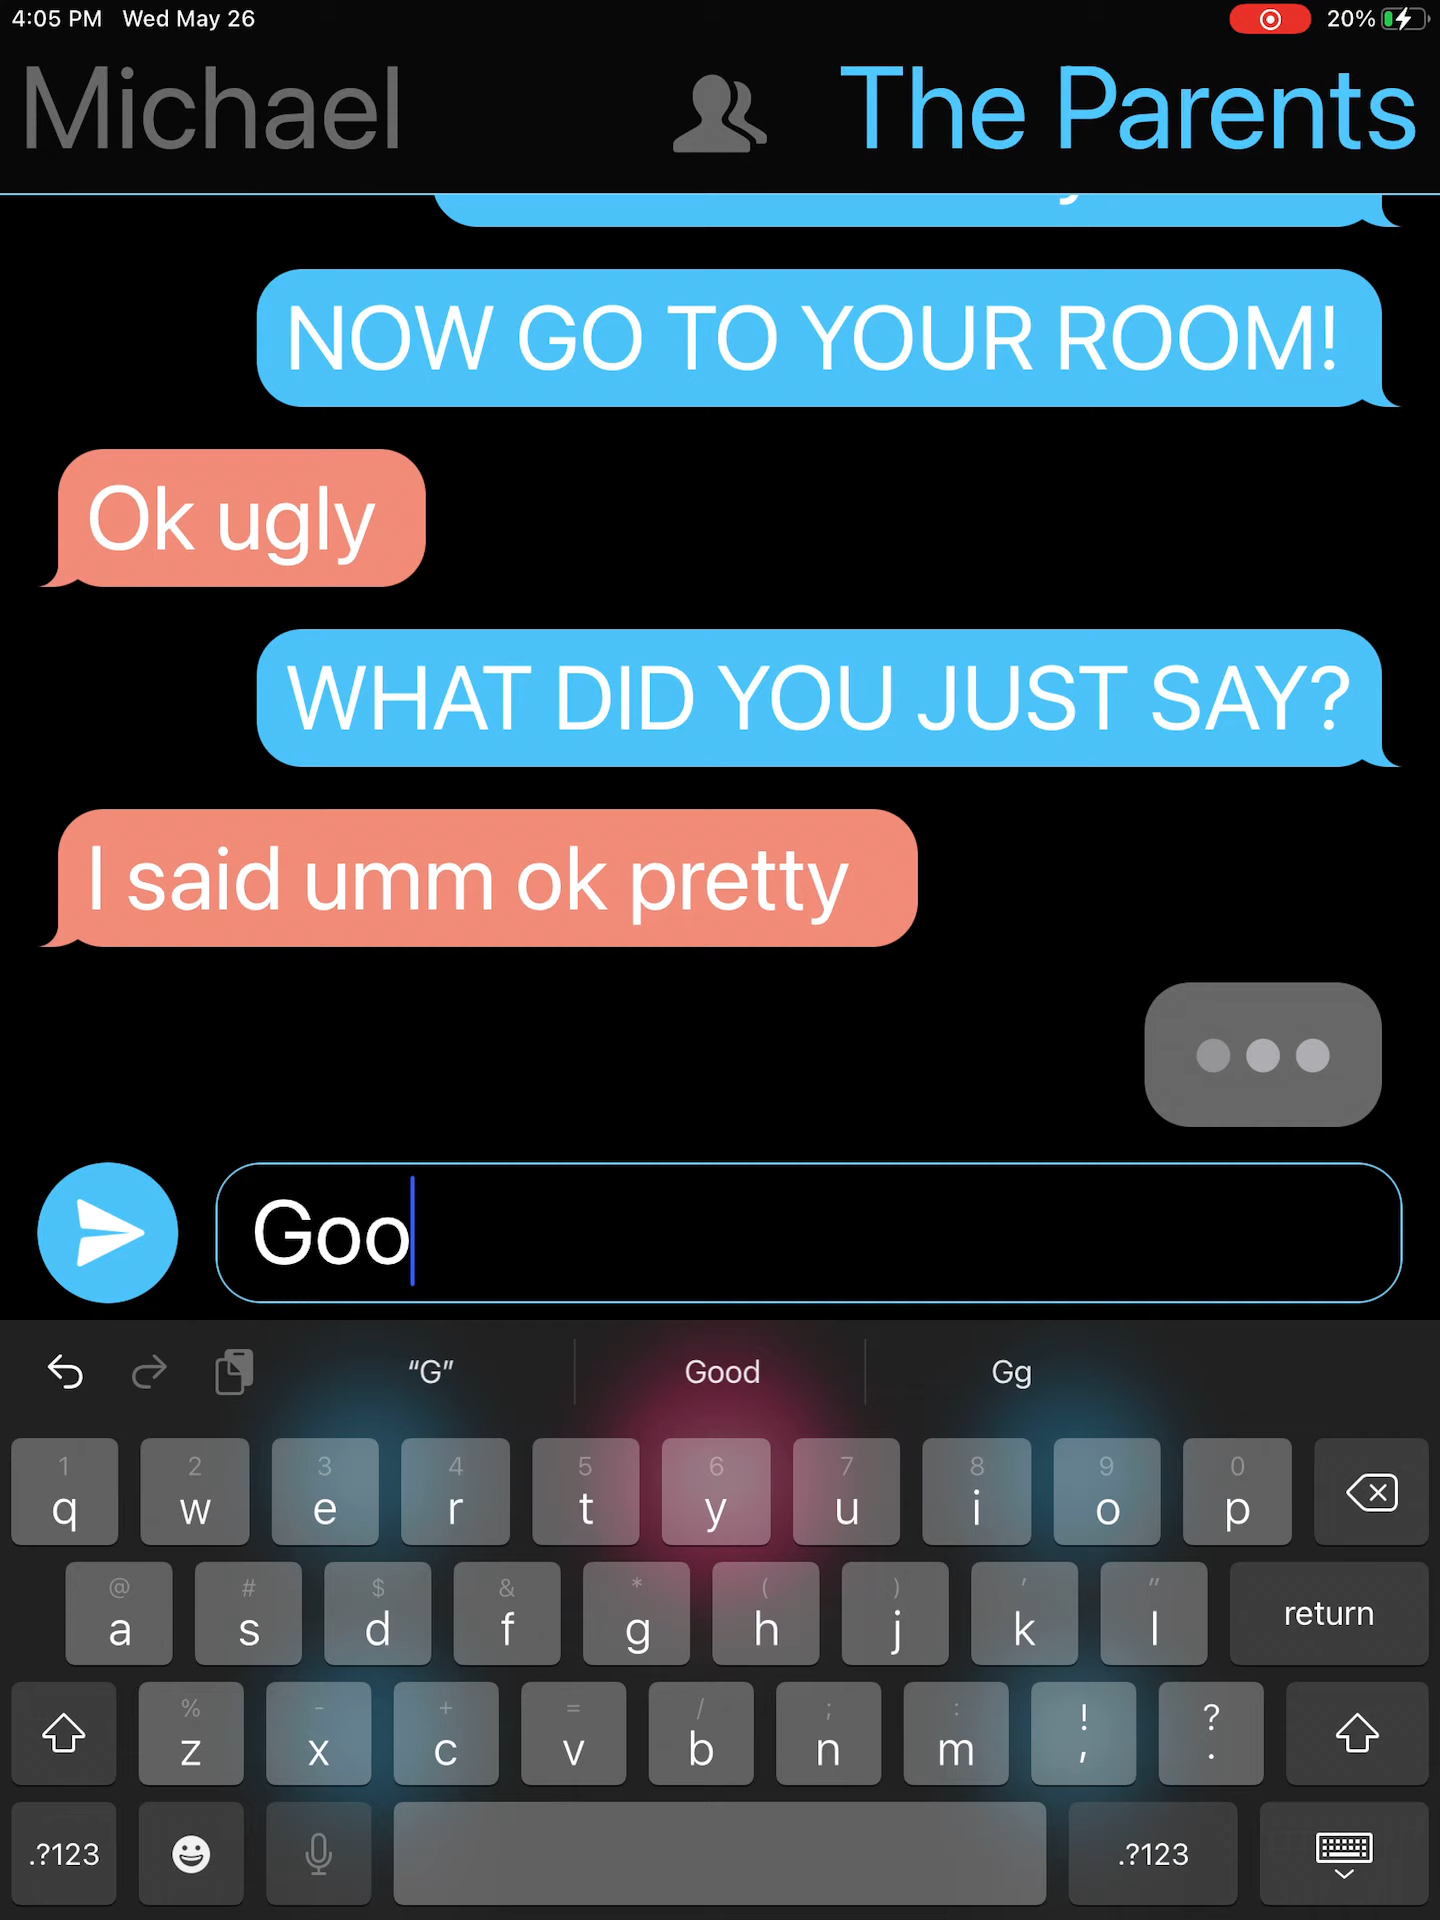 4:05 PM Wed May 26 20%
Michael The Parents
NOW GO TO YOUR ROOM!
Ok ugly
WHAT DID YOU JUST SAY?
I said umm ok pretty
Goo
“G” Good Gg
1 2 3 4 5 6 7 8 9 0
q w e r t y u i o p
@ # $ & * ( ) ' "
a s d f g h j k l return
% - + = / ; : ! ?
z x c v b n m , .
.?123 .?123